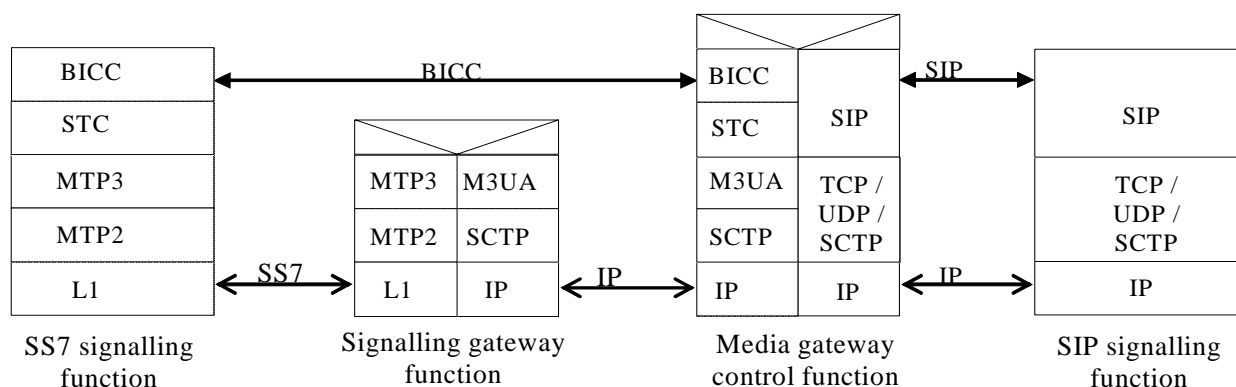 BICC
STC
MTP3
MTP2
L1
SS7 signalling
function
BICC
SS7
MTP3
M3UA
MTP2
SCTP
L1
IP
Signalling gateway
function
IP
BICC
STC
M3UA
SCTP
IP
SIP
TCP /
UDP /
SCTP
IP
Media gateway
control function
SIP
IP
SIP
TCP /
UDP /
SCTP
IP
SIP signalling
function